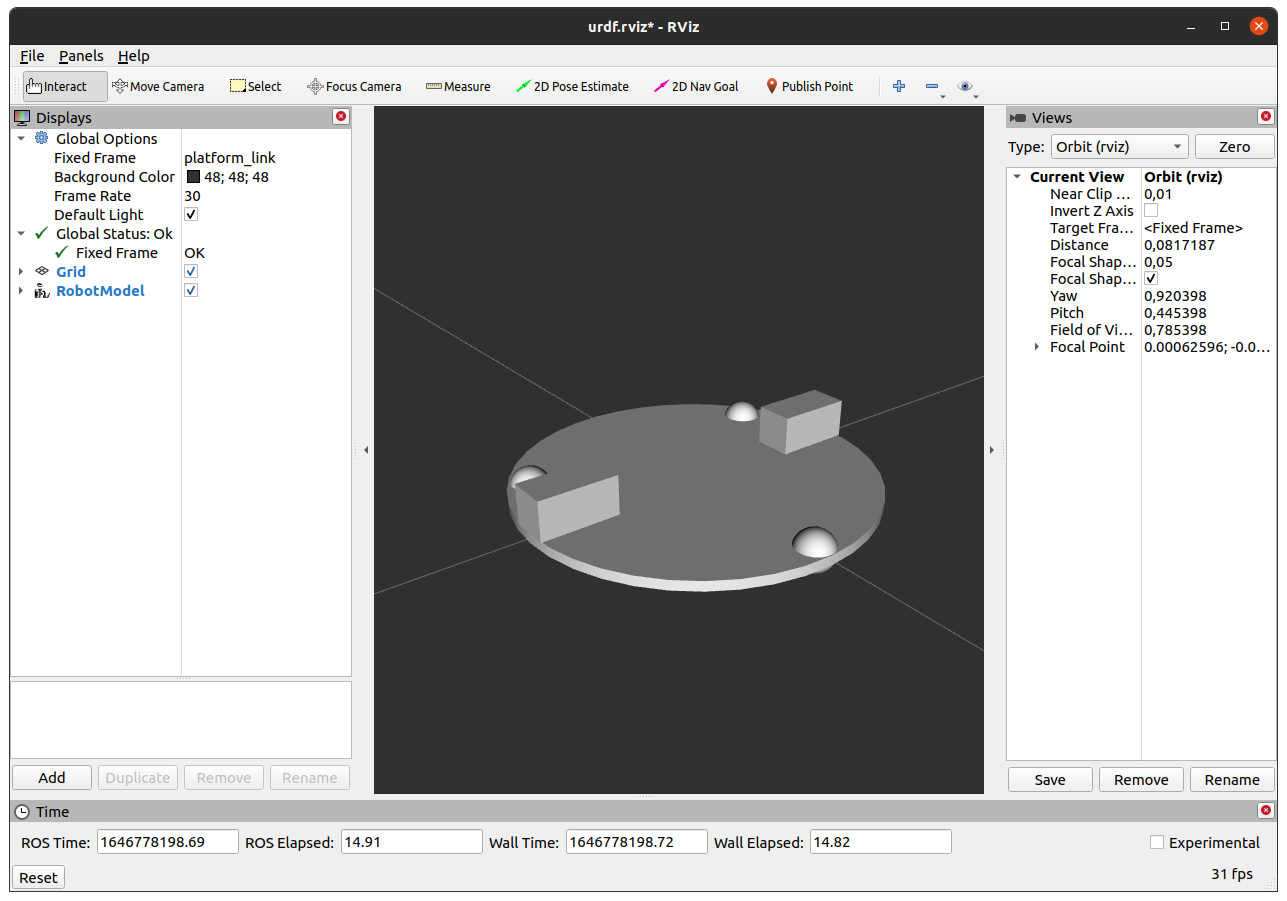 urdf.rviz* - RViz
File Panels Help
Interact Move Camera Select Focus Camera Measure 2D Pose Estimate 2D Nav Goal Publish Point
Displays
Global Options
Fixed Frame platform_link
Background Color 48; 48; 48
Frame Rate 30
Default Light
Global Status: Ok
Fixed Frame OK
Grid
RobotModel
Add Duplicate Remove Rename
Views
Type: Orbit (rviz) Zero
Current View Orbit (rviz)
Near Clip ... 0,01
Invert Z Axis
Target Fra... <Fixed Frame>
Distance 0,0817187
Focal Shap... 0,05
Focal Shap...
Yaw 0,920398
Pitch 0,445398
Field of Vi... 0,785398
Focal Point 0.00062596; -0.0...
Save Remove Rename
Time
ROS Time: 1646778198.69 ROS Elapsed: 14.91 Wall Time: 1646778198.72 Wall Elapsed: 14.82 Experimental
Reset 31 fps